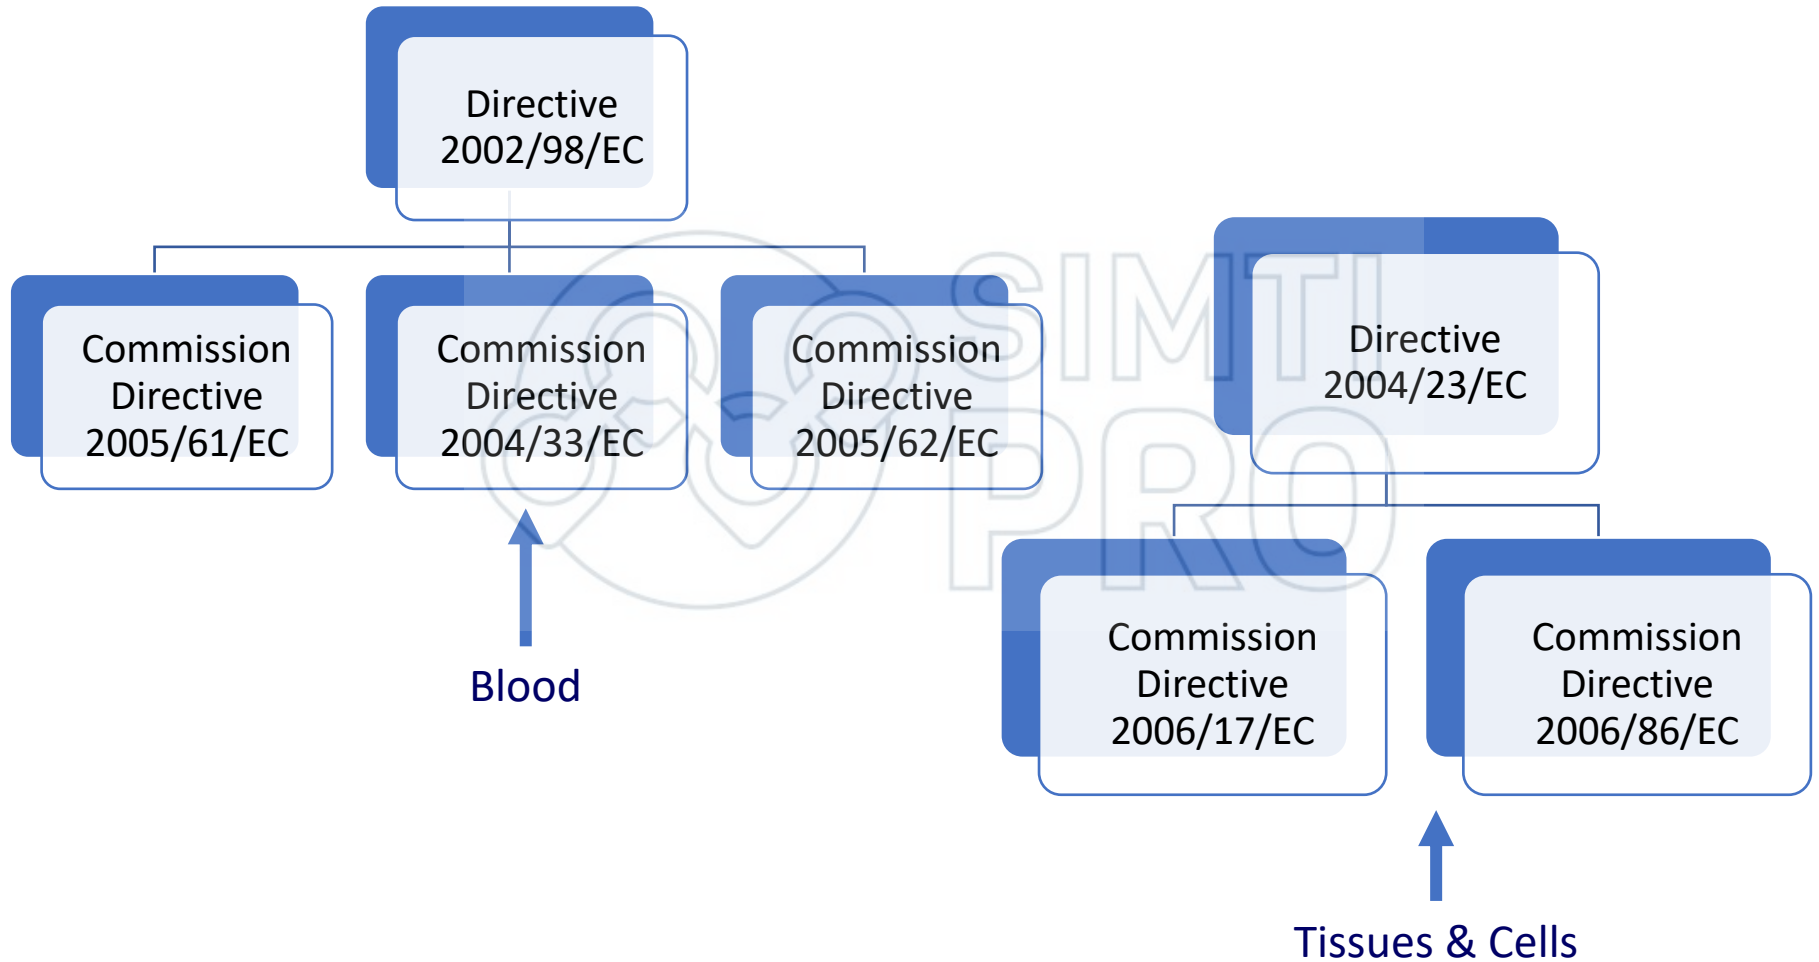 Directive
2002/98/EC
Commission
Directive
2005/61/EC
Commission
Directive
2004/33/EC
Commission
Directive
2005/62/EC
Blood
Directive
2004/23/EC
Commission
Directive
2006/17/EC
Commission
Directive
2006/86/EC
Tissues & Cells
SIMTI
PRO